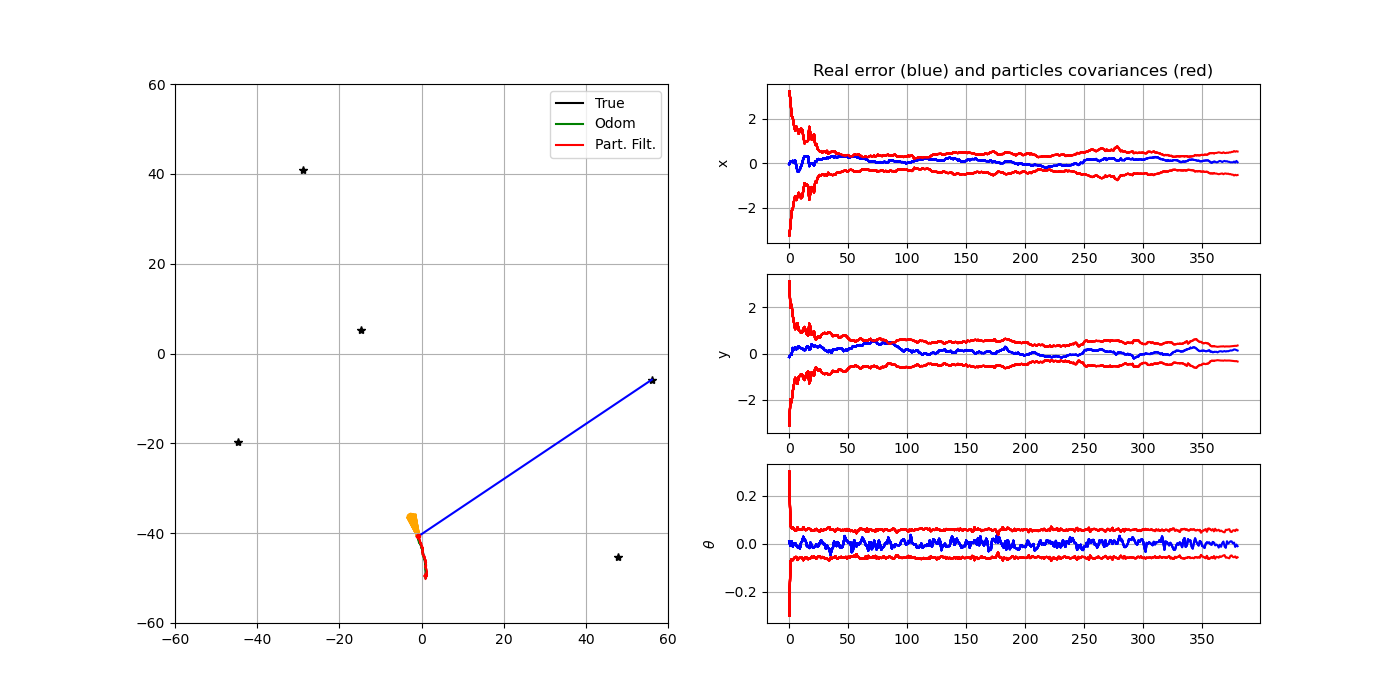 60
40
20
0
−20
−40
−60
−60 −40 −20 0 20 40 60
True
Odom
Part. Filt.
Real error (blue) and particles covariances (red)
x
2
0
−2
0 50 100 150 200 250 300 350
y
2
0
−2
0 50 100 150 200 250 300 350
θ
0.2
0.0
−0.2
0 50 100 150 200 250 300 350